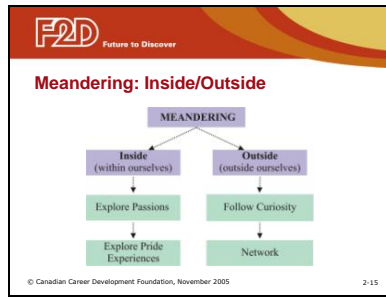 F2D Future to Discover
Meandering: Inside/Outside
MEANDERING
Inside
(within ourselves)
Outside
(outside ourselves)
Explore Passions
Follow Curiosity
Explore Pride
Experiences
Network
© Canadian Career Development Foundation, November 2005 2-15